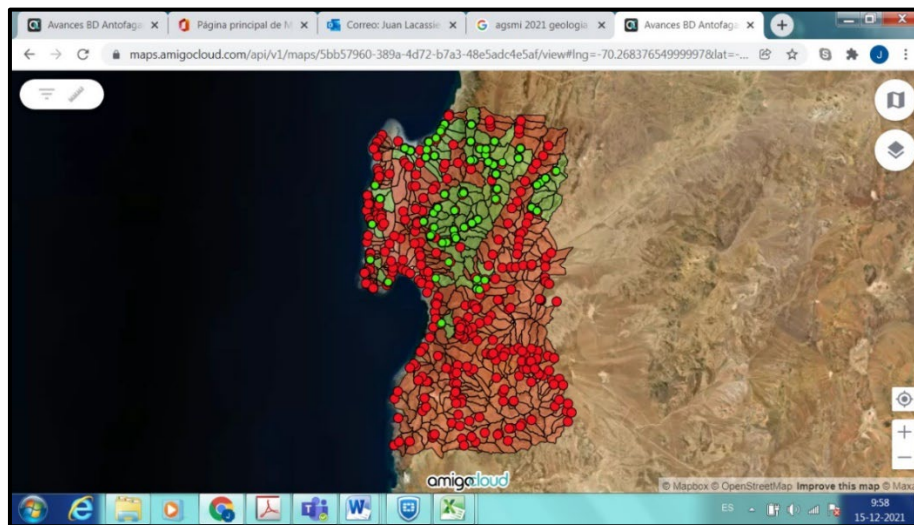 Avances BD Antofaga
Página principal de M
Correo: Juan Lacassie
agsmi 2021 geologia
Avances BD Antofaga
maps.amigocloud.com/api/v1/maps/5bb57960-389a-4d72-b7a3-48e5adc4e5af/view#lng=-70.26837654999997&lat=-...
J
amigocloud
© Mapbox © OpenStreetMap Improve this map © Maxa
ES
9:58
15-12-2021